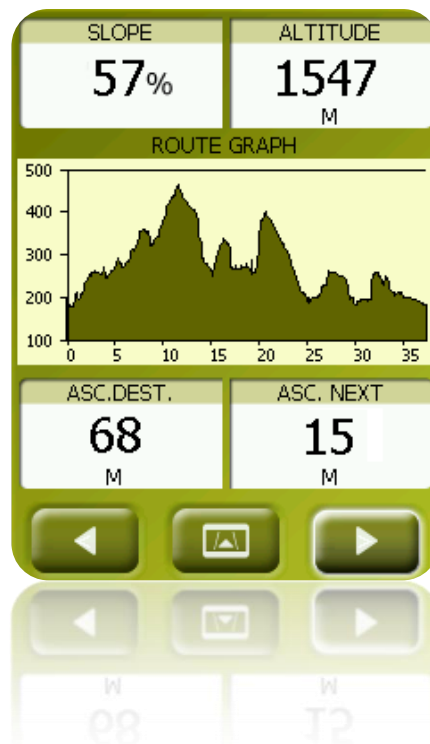 SLOPE ALTITUDE
57% 1547
M
ROUTE GRAPH
500
400
300
200
100
0 5 10 15 20 25 30 35
ASC.DEST. ASC. NEXT
68 15
M M